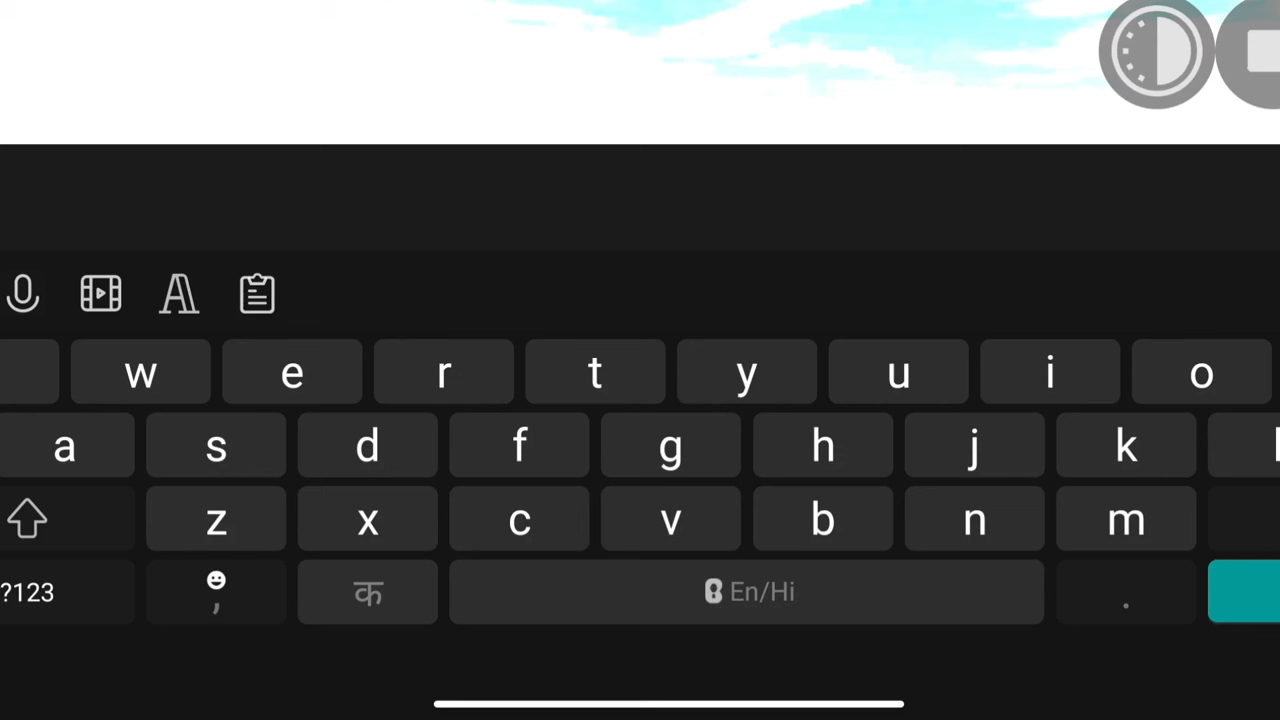 w e r t y u i o
a s d f g h j k
z x c v b n m
?123 , क En/Hi .